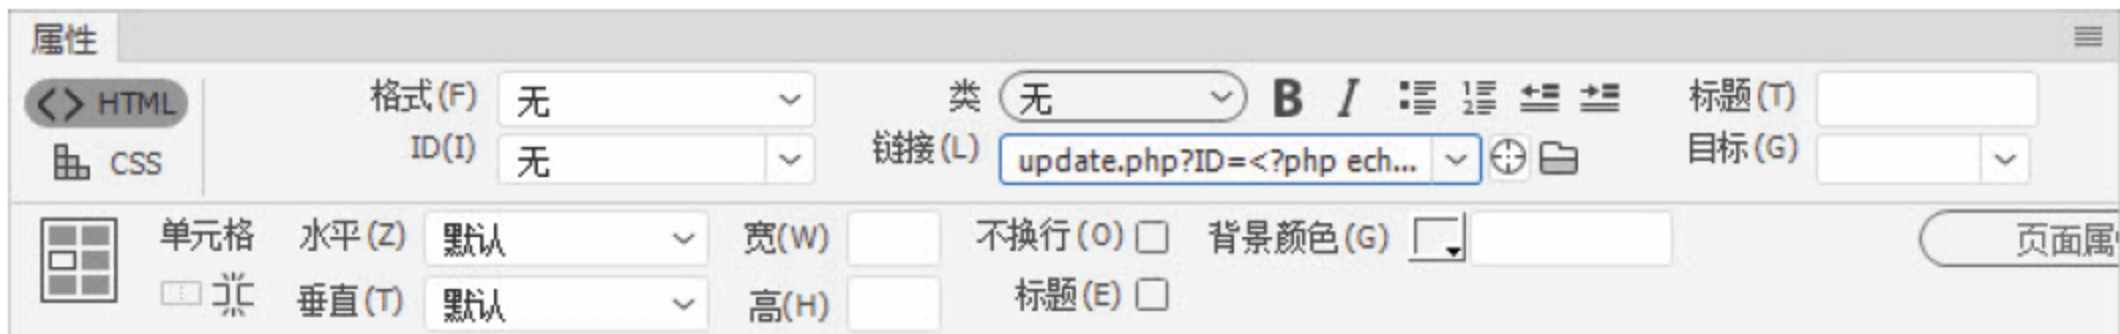 属性
HTML 格式(F) 无 类 无 B I 标题(T)
CSS ID(I) 无 链接(L) update.php?ID=<?php ech... 目标(G)
单元格 水平(Z) 默认 宽(W) 不换行(O) 背景颜色(G) 页面属
垂直(T) 默认 高(H) 标题(E)